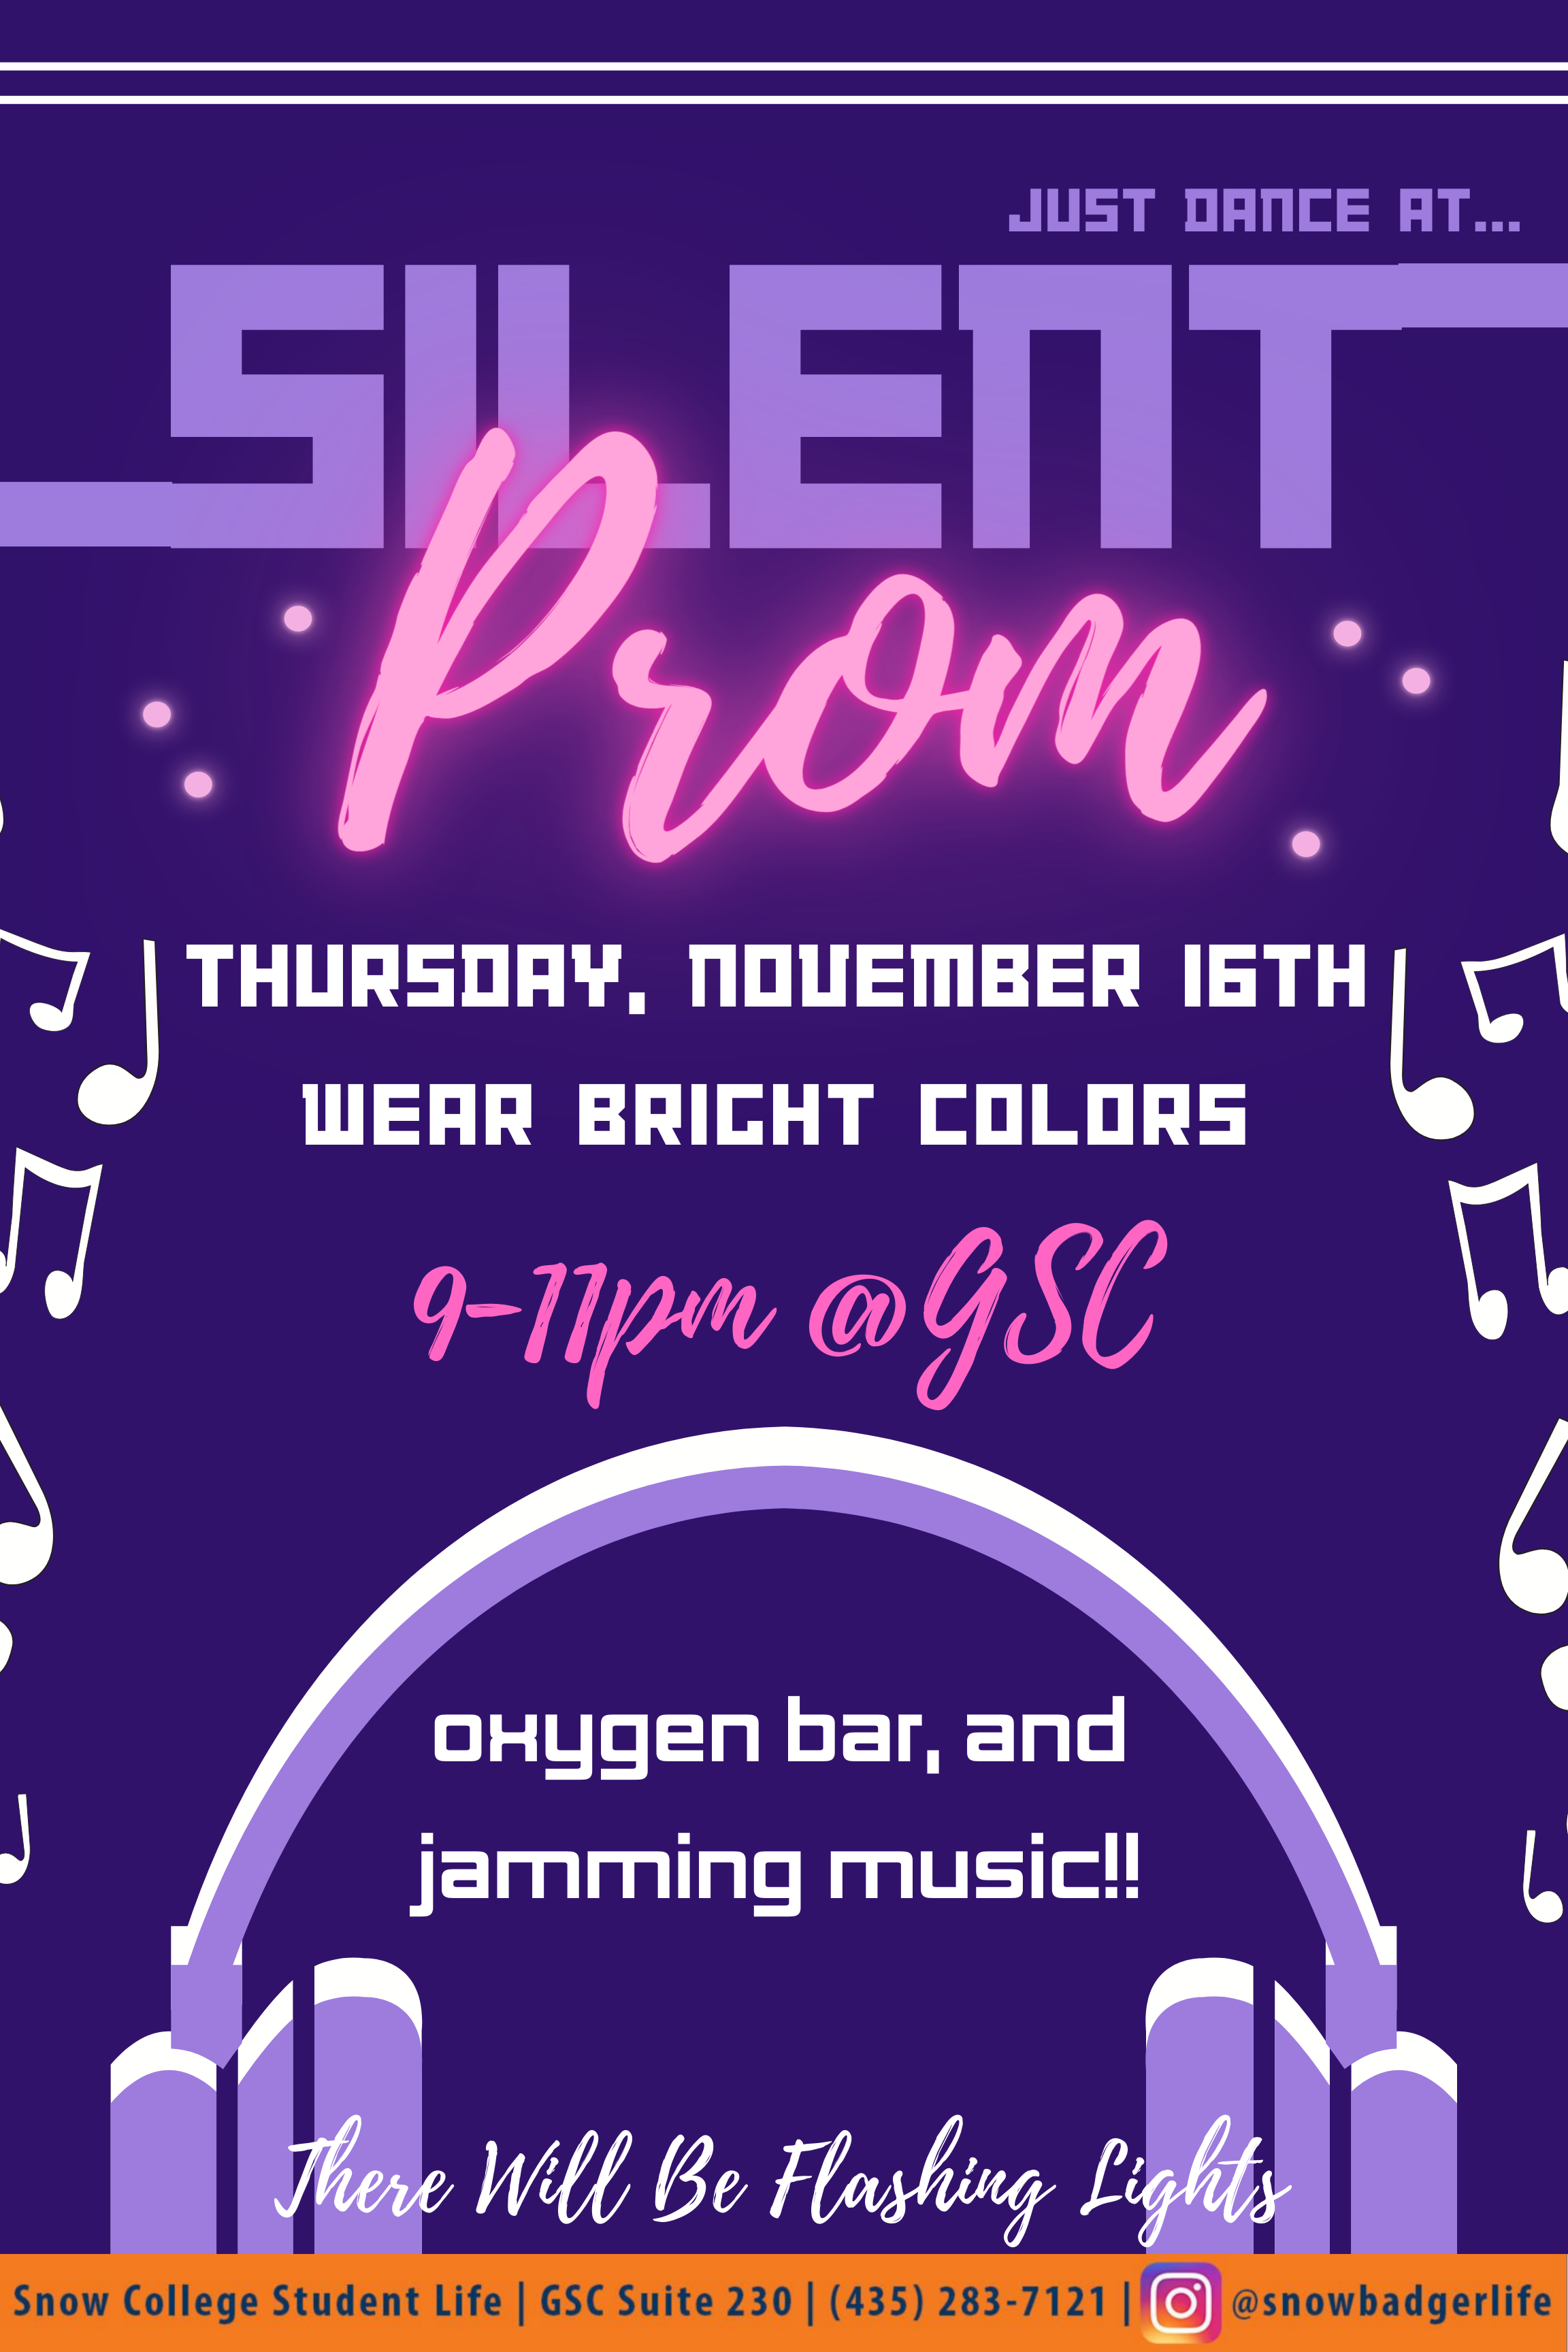 JUST DANCE AT...
SILENT
Prom
THURSDAY, NOVEMBER 16TH
WEAR BRIGHT COLORS
9-11pm @GSC
oxygen bar, and
jamming music!!
There Will Be Flashing Lights
Snow College Student Life | GSC Suite 230 | (435) 283-7121 | @snowbadgerlife